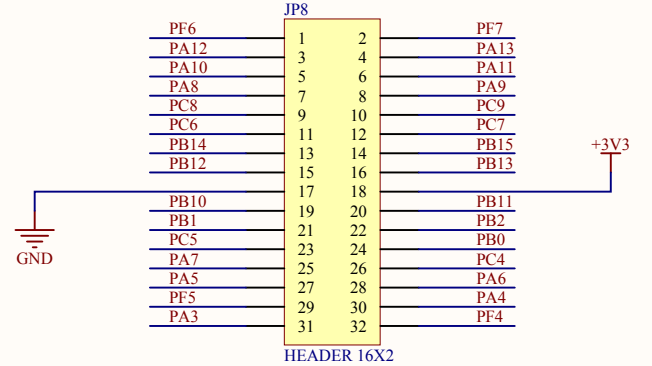 JP8
PF6 1 2 PF7
PA12 3 4 PA13
PA10 5 6 PA11
PA8 7 8 PA9
PC8 9 10 PC9
PC6 11 12 PC7
PB14 13 14 PB15
PB12 15 16 PB13
+3V3
17 18
PB10 19 20 PB11
PB1 21 22 PB2
PC5 23 24 PB0
GND
PA7 25 26 PC4
PA5 27 28 PA6
PF5 29 30 PA4
PA3 31 32 PF4
HEADER 16X2